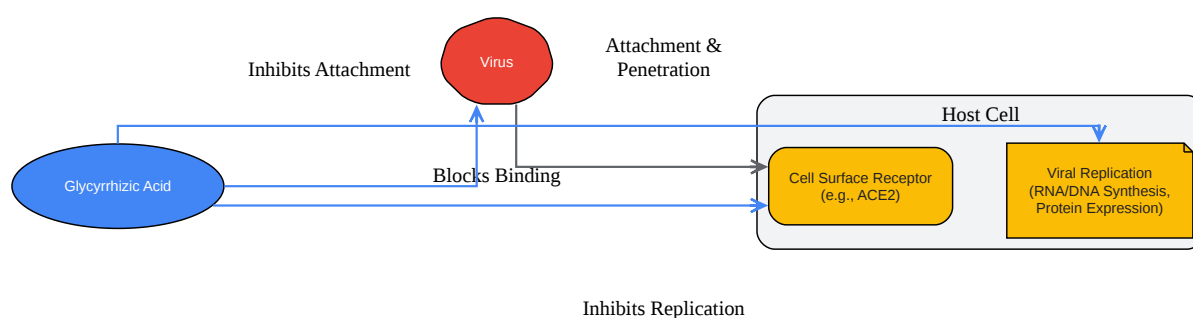 Attachment &
Penetration
Virus
Inhibits Attachment
Host Cell
Blocks Binding
Glycyrrhizic Acid
Cell Surface Receptor
(e.g., ACE2)
Viral Replication
(RNA/DNA Synthesis,
Protein Expression)
Inhibits Replication